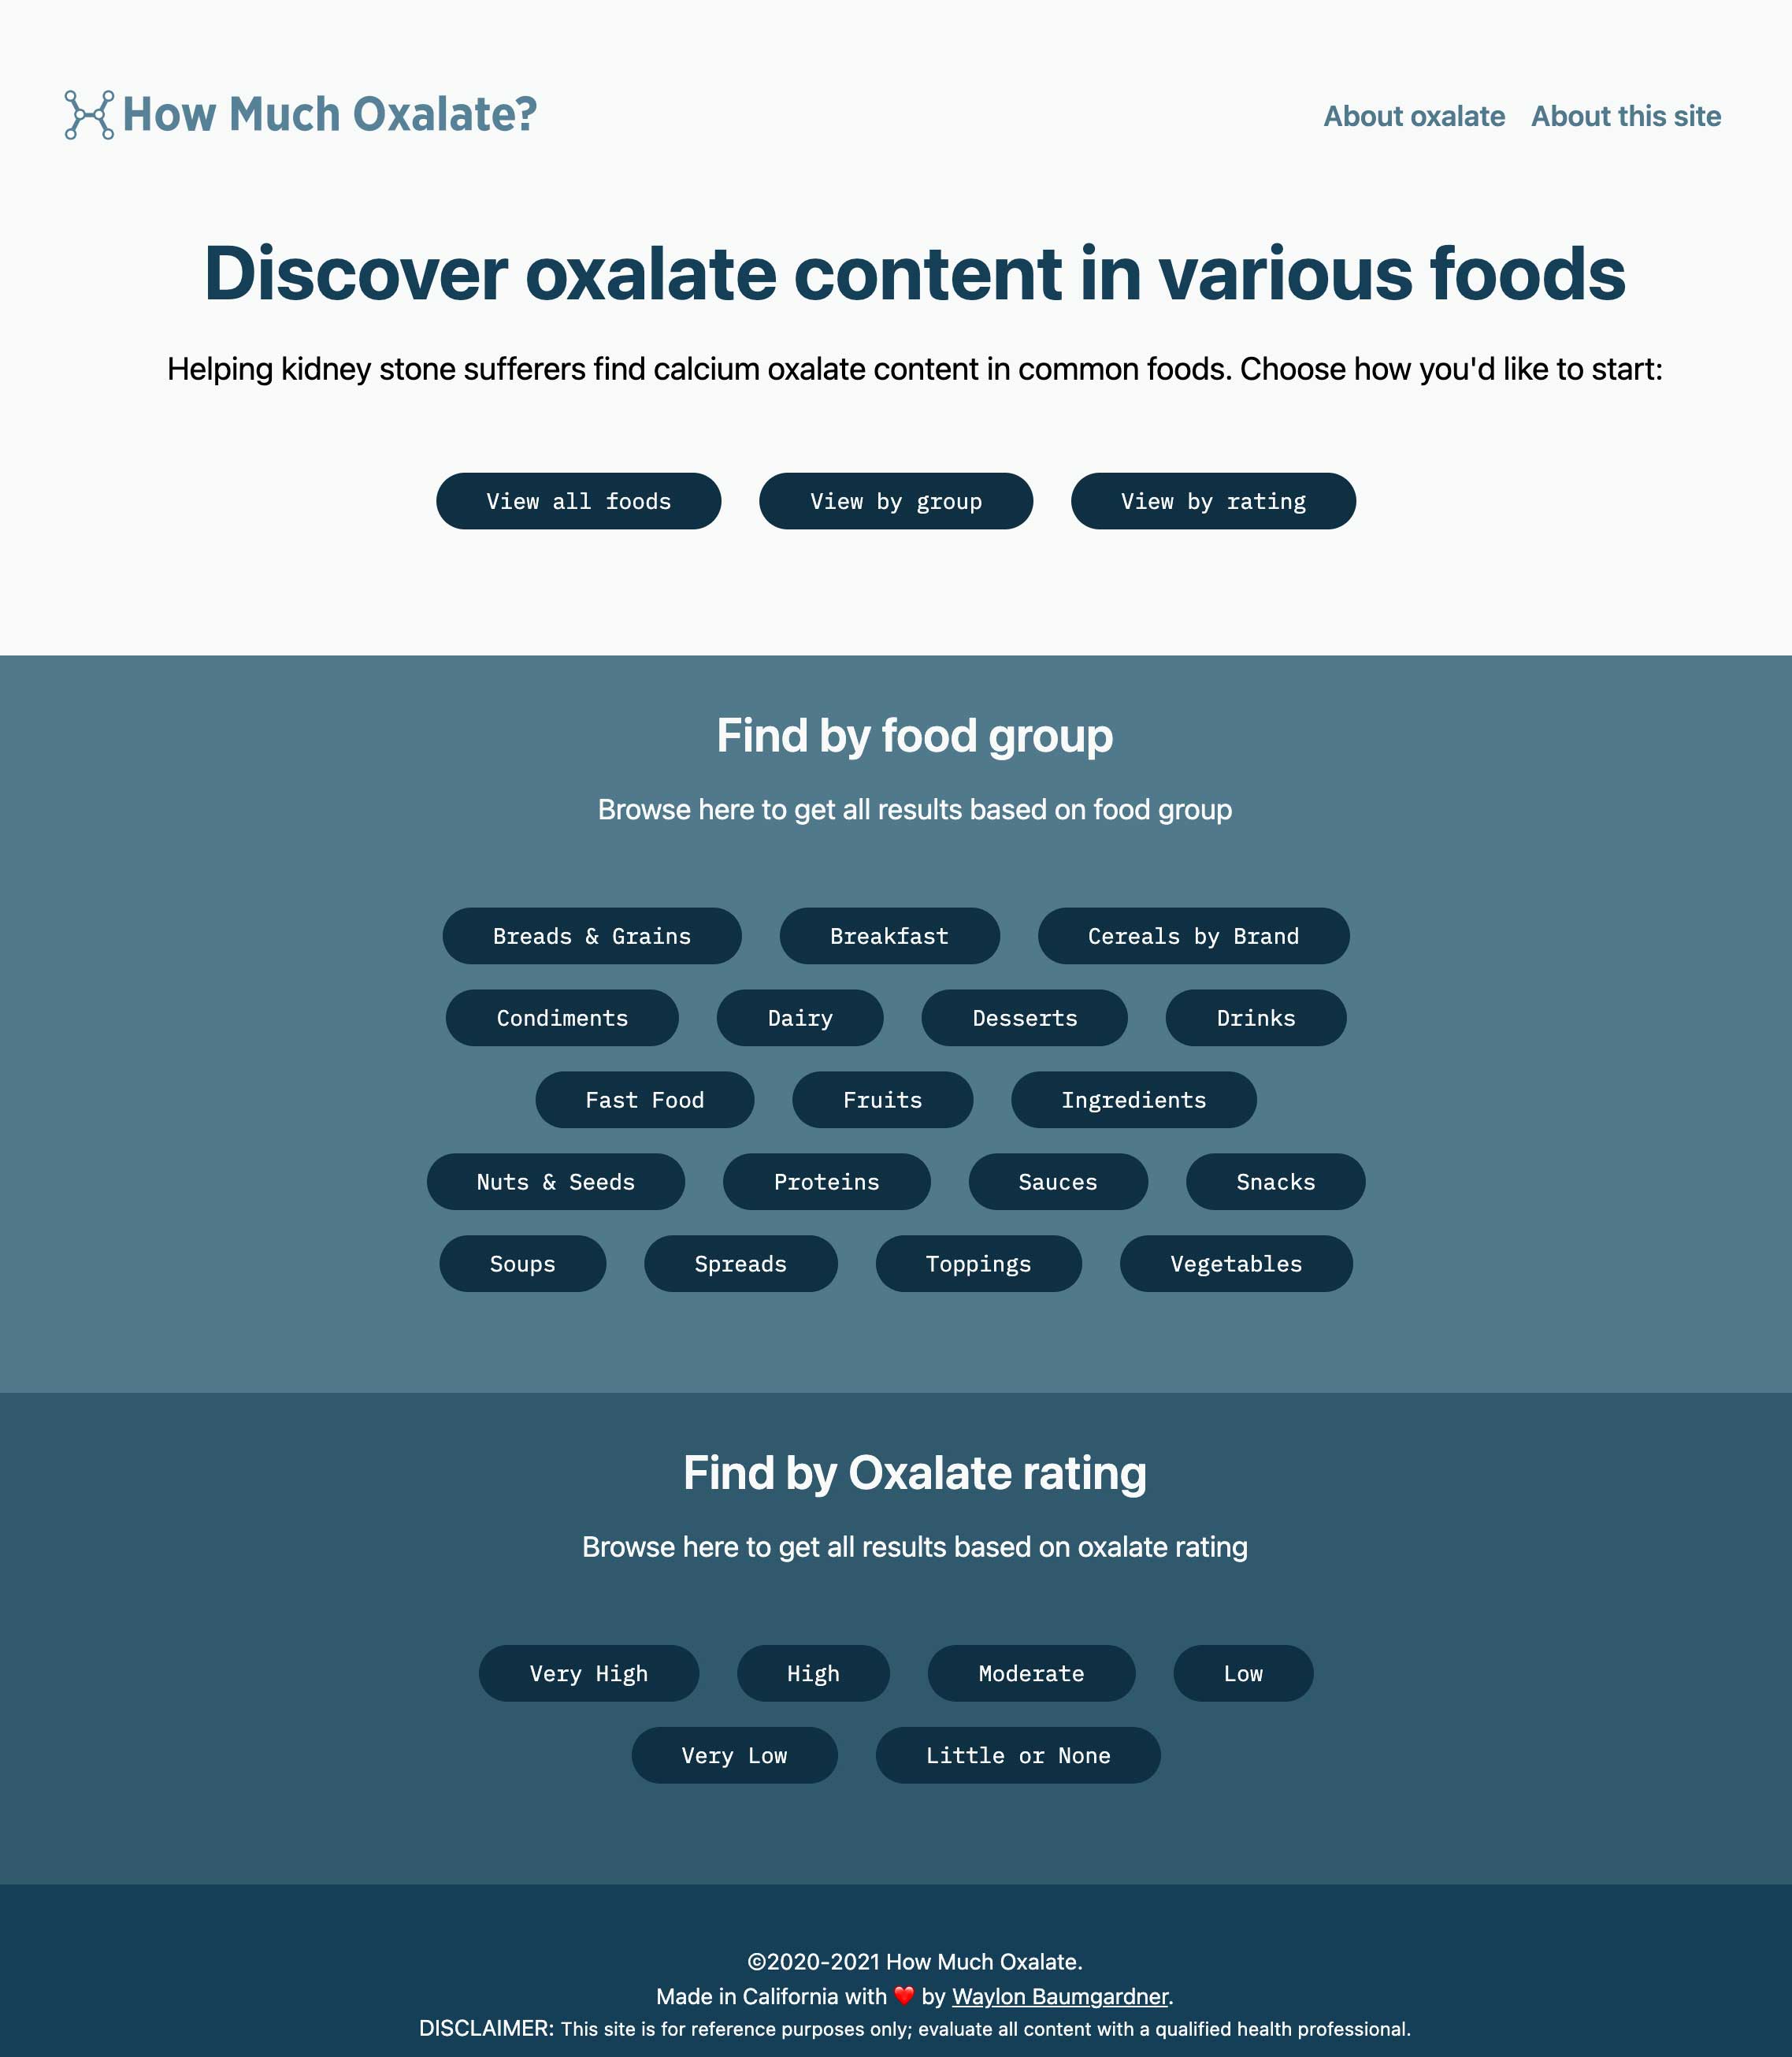 How Much Oxalate?
About oxalate About this site
Discover oxalate content in various foods
Helping kidney stone sufferers find calcium oxalate content in common foods. Choose how you'd like to start:
View all foods View by group View by rating
Find by food group
Browse here to get all results based on food group
Breads & Grains Breakfast Cereals by Brand
Condiments Dairy Desserts Drinks
Fast Food Fruits Ingredients
Nuts & Seeds Proteins Sauces Snacks
Soups Spreads Toppings Vegetables
Find by Oxalate rating
Browse here to get all results based on oxalate rating
Very High High Moderate Low
Very Low Little or None
©2020-2021 How Much Oxalate.
Made in California with ❤️ by Waylon Baumgardner.
DISCLAIMER: This site is for reference purposes only; evaluate all content with a qualified health professional.